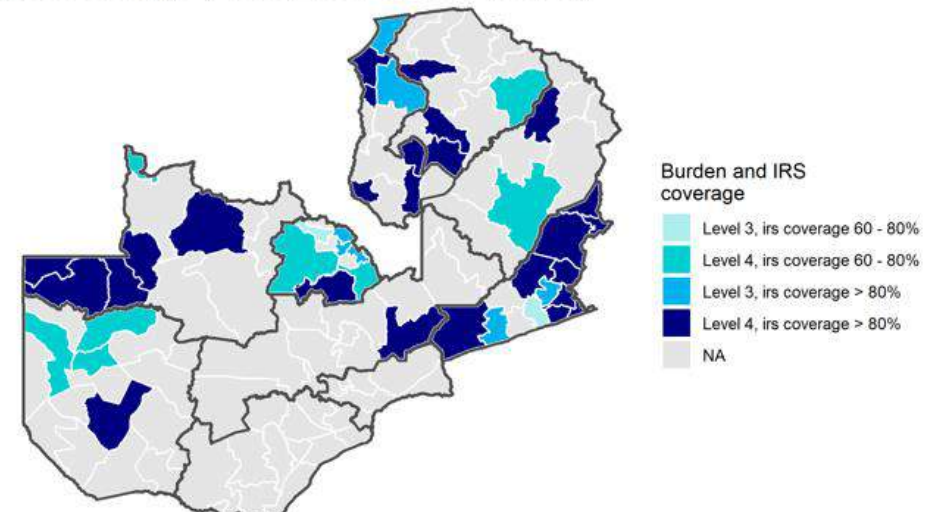 Burden and IRS
coverage
Level 3, irs coverage 60 - 80%
Level 4, irs coverage 60 - 80%
Level 3, irs coverage > 80%
Level 4, irs coverage > 80%
NA